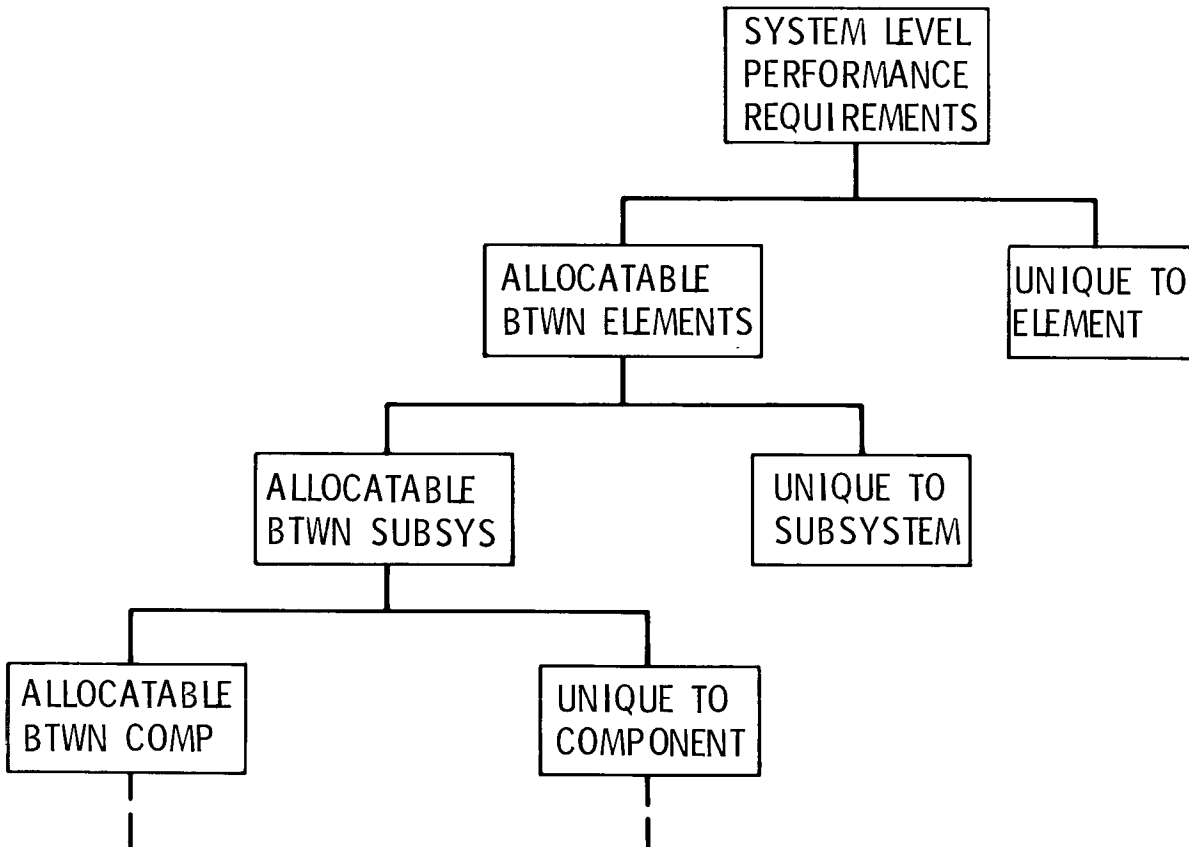 SYSTEM LEVEL
PERFORMANCE
REQUIREMENTS
ALLOCATABLE
BTWN ELEMENTS
UNIQUE TO
ELEMENT
ALLOCATABLE
BTWN SUBSYS
UNIQUE TO
SUBSYSTEM
ALLOCATABLE
BTWN COMP
UNIQUE TO
COMPONENT